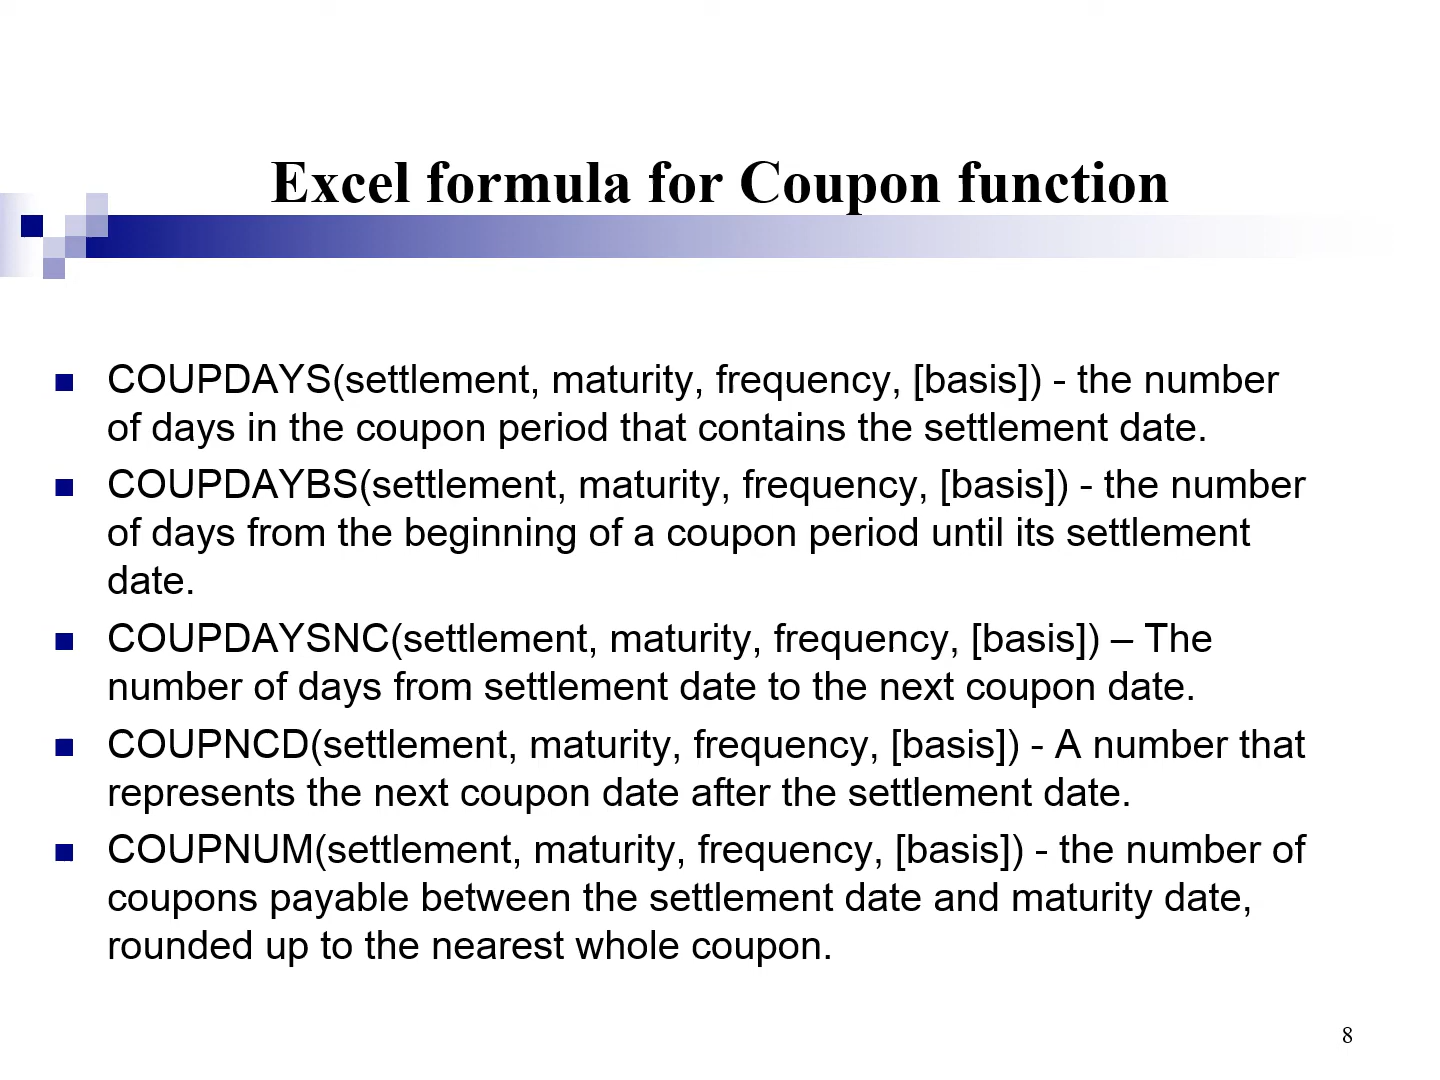 Excel formula for Coupon function
COUPDAYS(settlement, maturity, frequency, [basis]) - the number
of days in the coupon period that contains the settlement date.
COUPDAYBS(settlement, maturity, frequency, [basis]) - the number
of days from the beginning of a coupon period until its settlement
date.
COUPDAYSNC(settlement, maturity, frequency, [basis]) – The
number of days from settlement date to the next coupon date.
COUPNCD(settlement, maturity, frequency, [basis]) - A number that
represents the next coupon date after the settlement date.
COUPNUM(settlement, maturity, frequency, [basis]) - the number of
coupons payable between the settlement date and maturity date,
rounded up to the nearest whole coupon.
8